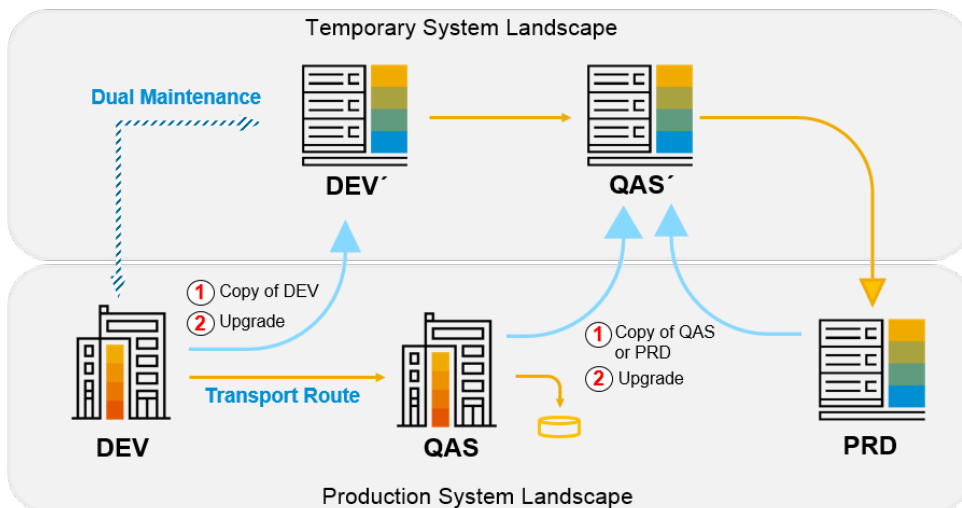 Temporary System Landscape
Dual Maintenance
DEV´
QAS´
1 Copy of DEV
2 Upgrade
1 Copy of QAS
or PRD
2 Upgrade
Transport Route
DEV
QAS
PRD
Production System Landscape